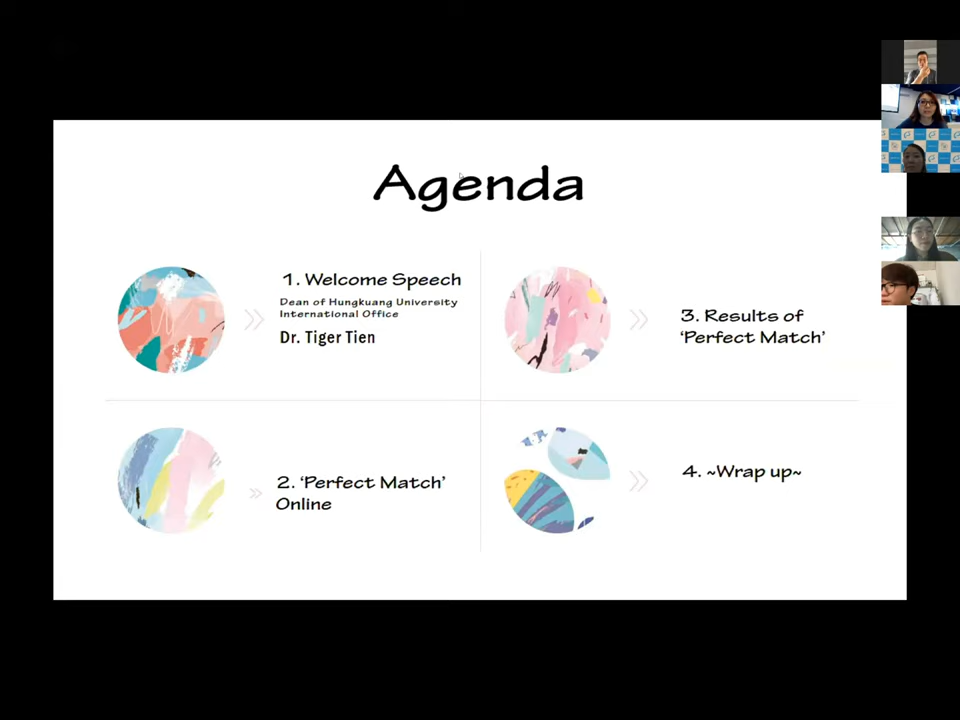 Agenda
1. Welcome Speech
Dean of Hungkuang University
International Office
Dr. Tiger Tien
2. ‘Perfect Match’
Online
3. Results of
‘Perfect Match’
4. ~Wrap up~